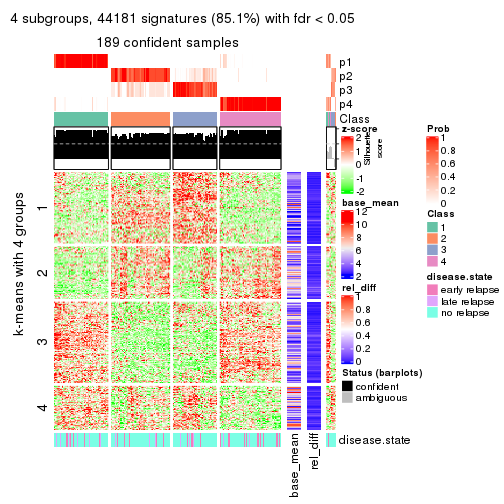 4 subgroups, 44181 signatures (85.1%) with fdr < 0.05
189 confident samples
p1
p2
p3
p4
Class
Silhouette score
k-means with 4 groups
1
2
3
4
disease.state
base_mean
rel_diff
z-score
2
1
0
-1
-2
base_mean
12
10
8
6
4
2
rel_diff
1
0.8
0.6
0.4
0.2
0
Status (barplots)
confident
ambiguous
Prob
1
0.8
0.6
0.4
0.2
0
Class
1
2
3
4
disease.state
early relapse
late relapse
no relapse